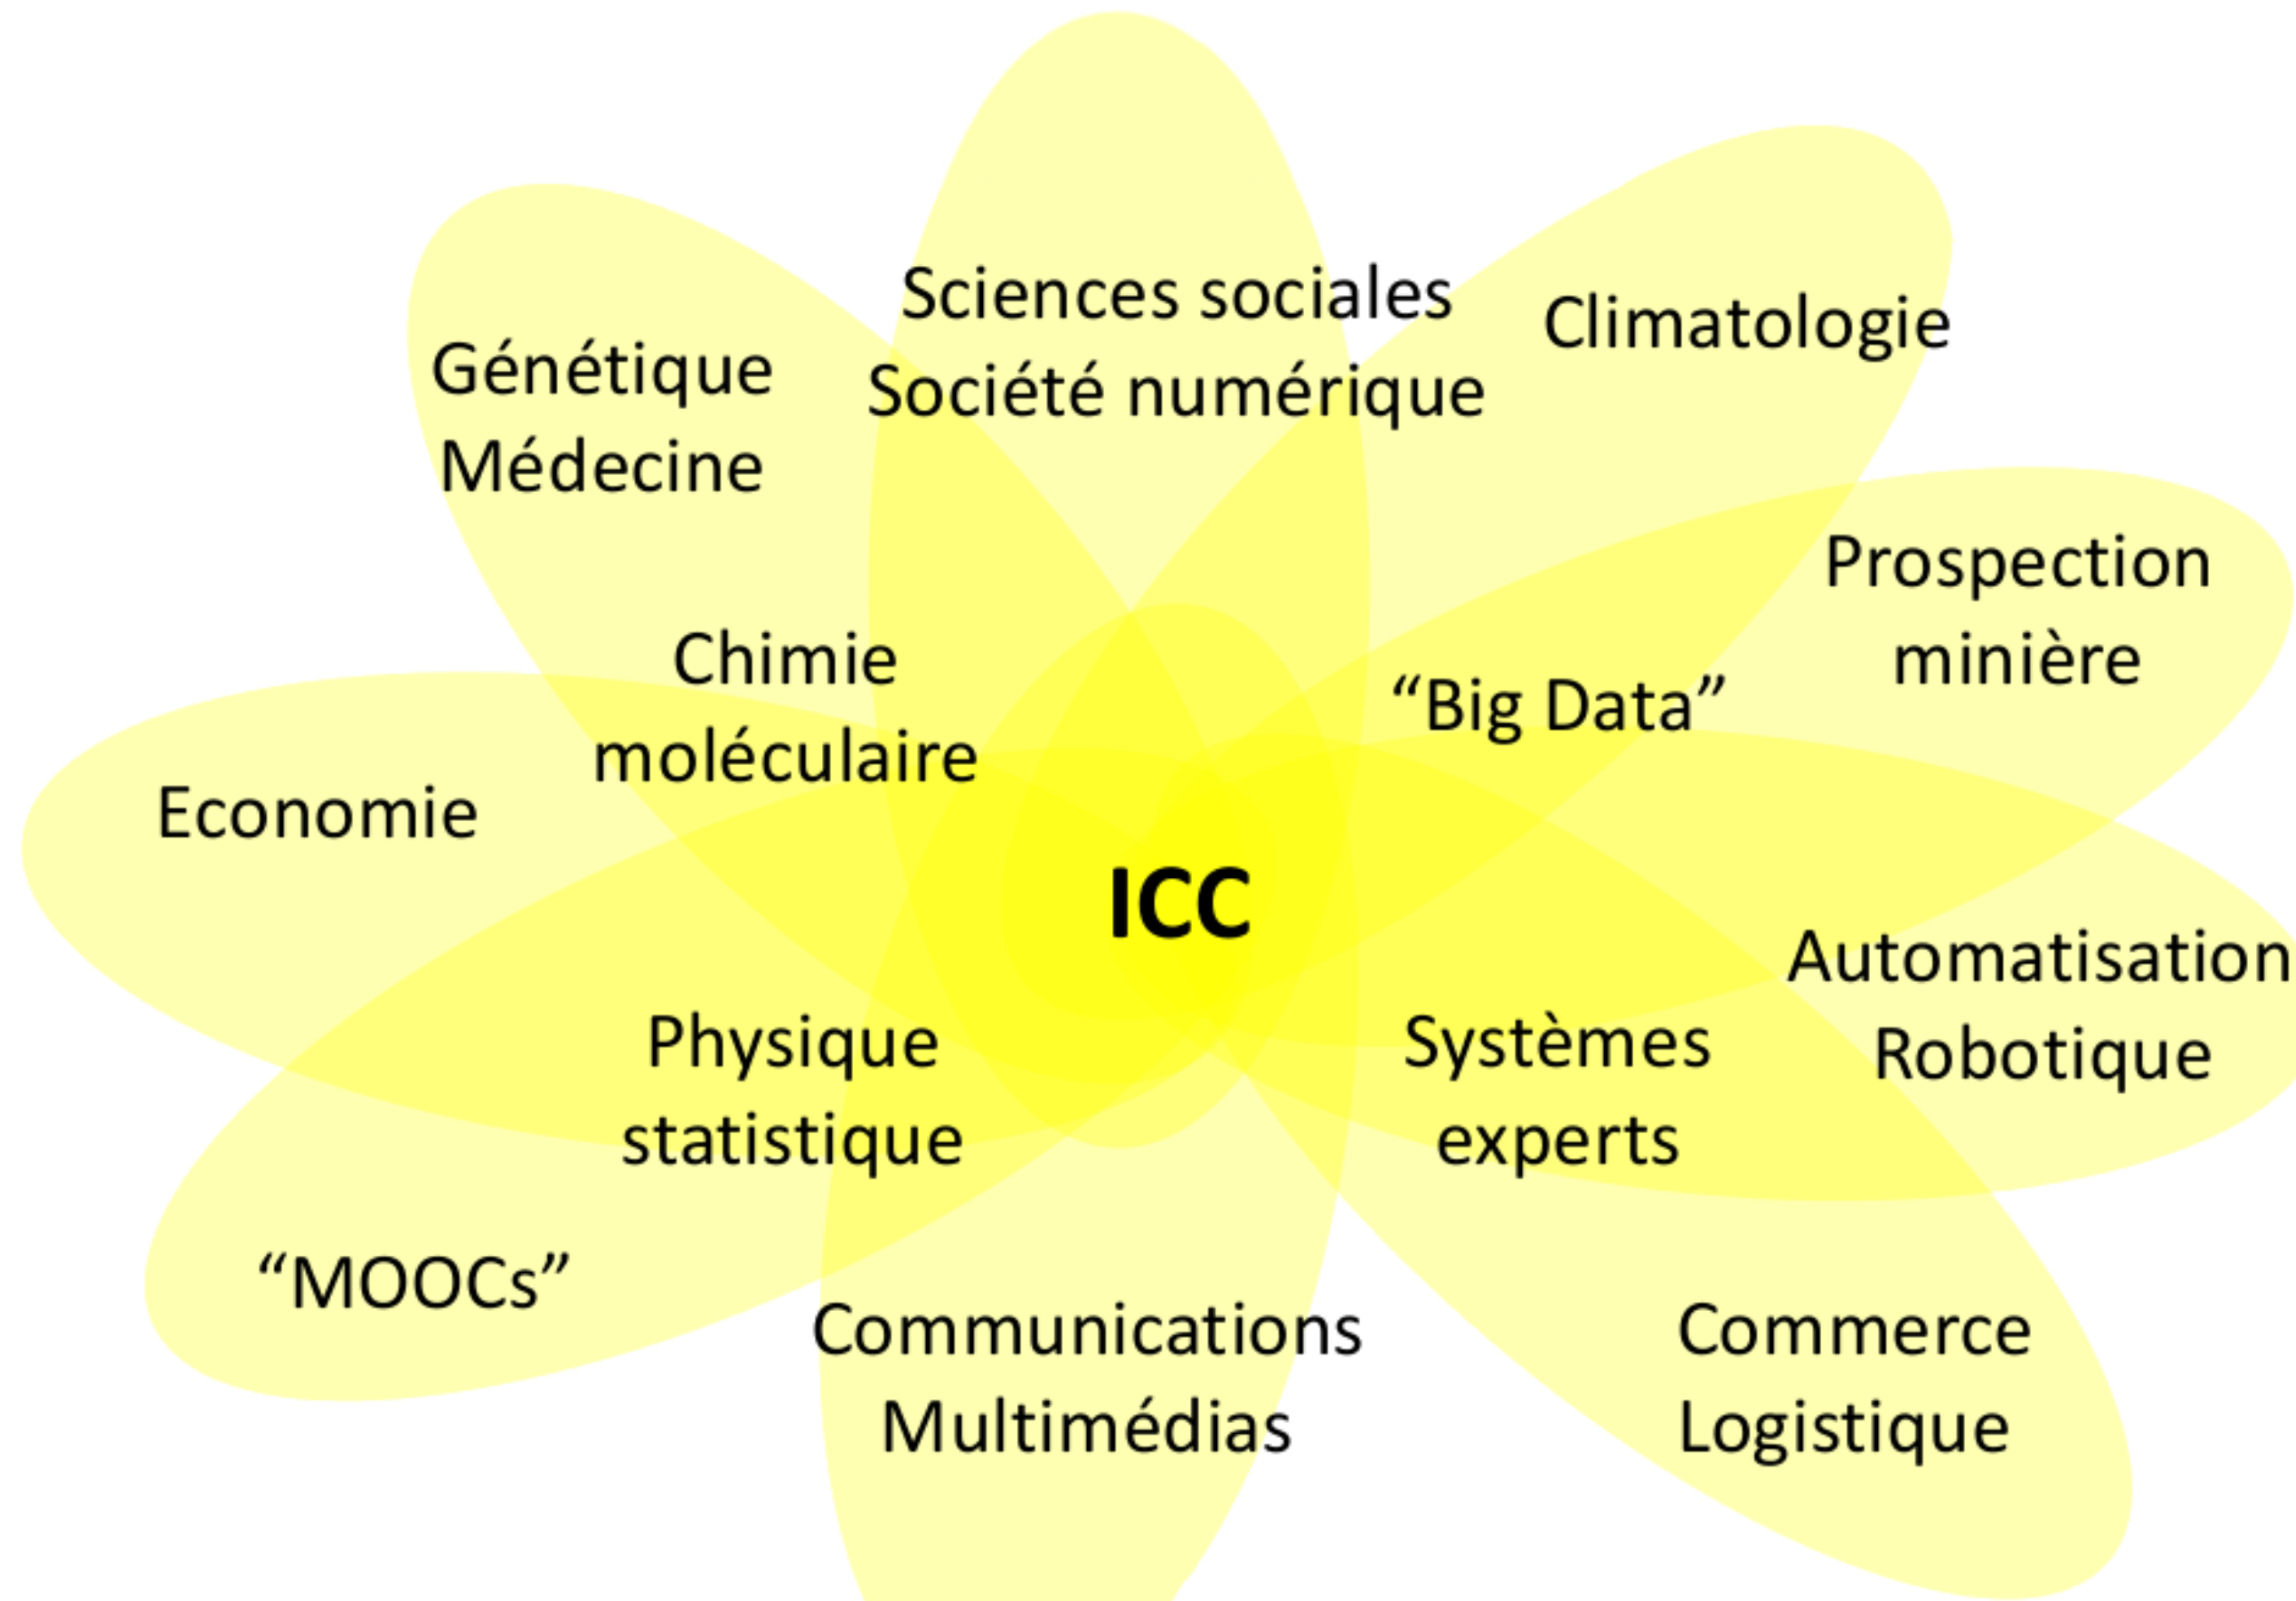 Sciences sociales
Société numérique
Climatologie
Génétique
Médecine
Prospection
minière
Chimie
moléculaire
“Big Data”
Economie
ICC
Automatisation
Robotique
Physique
statistique
Systèmes
experts
“MOOCs”
Communications
Multimédias
Commerce
Logistique